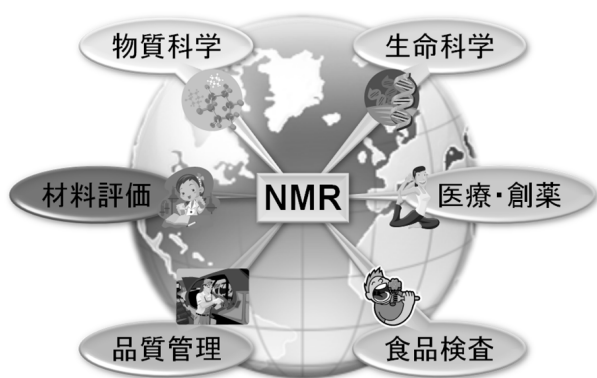 物質科学
生命科学
材料評価
NMR
医療・創薬
品質管理
食品検査